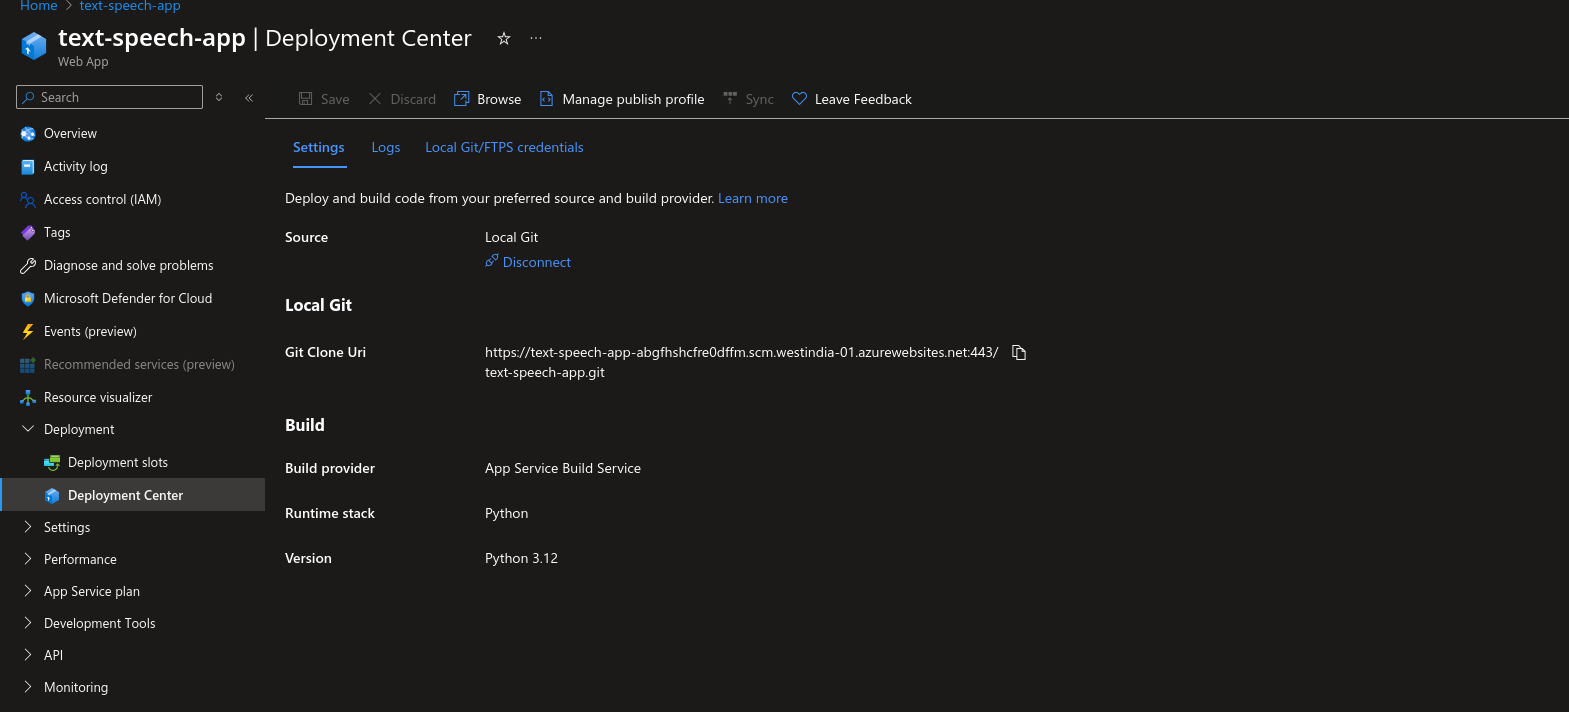 Home > text-speech-app
text-speech-app | Deployment Center
Web App
Search
Save
Discard
Browse
Manage publish profile
Sync
Leave Feedback
Overview
Activity log
Access control (IAM)
Tags
Diagnose and solve problems
Microsoft Defender for Cloud
Events (preview)
Recommended services (preview)
Resource visualizer
Deployment
Deployment slots
Deployment Center
Settings
Performance
App Service plan
Development Tools
API
Monitoring
Settings
Logs
Local Git/FTPS credentials
Deploy and build code from your preferred source and build provider. Learn more
Source
Local Git
Disconnect
Local Git
Git Clone Uri
https://text-speech-app-abgfhshcfre0dffm.scm.westindia-01.azurewebsites.net:443/
text-speech-app.git
Build
Build provider
App Service Build Service
Runtime stack
Python
Version
Python 3.12